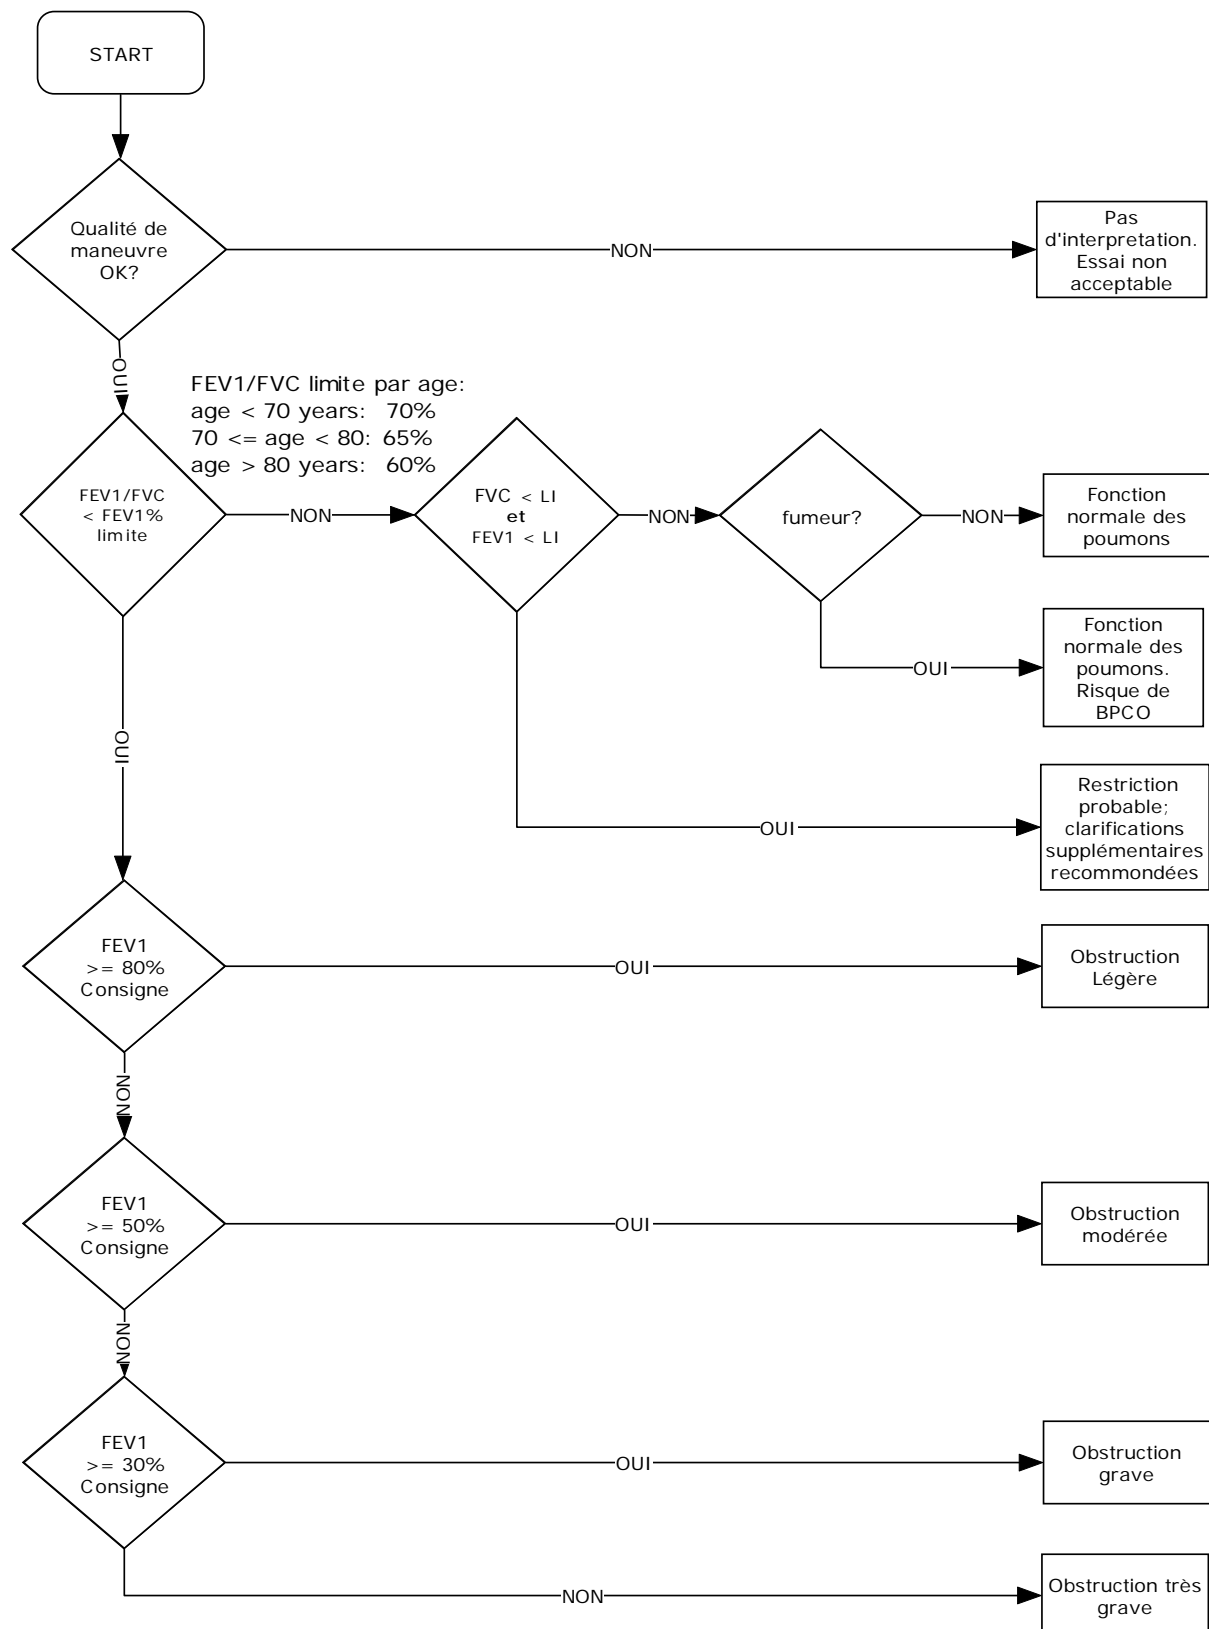 START
Qualité de
maneuvre
OK?
NON
Pas
d'interpretation.
Essai non
acceptable
OUI
FEV1/FVC limite par age:
age < 70 years: 70%
70 <= age < 80: 65%
age > 80 years: 60%
FEV1/FVC
< FEV1%
limite
NON
FVC < LI
et
FEV1 < LI
NON
fumeur?
NON
Fonction
normale des
poumons
OUI
Fonction
normale des
poumons.
Risque de
BPCO
OUI
OUI
Restriction
probable;
clarifications
supplémentaires
recommondées
FEV1
>= 80%
Consigne
OUI
Obstruction
Légère
NON
FEV1
>= 50%
Consigne
OUI
Obstruction
modérée
NON
FEV1
>= 30%
Consigne
OUI
Obstruction
grave
NON
Obstruction très
grave